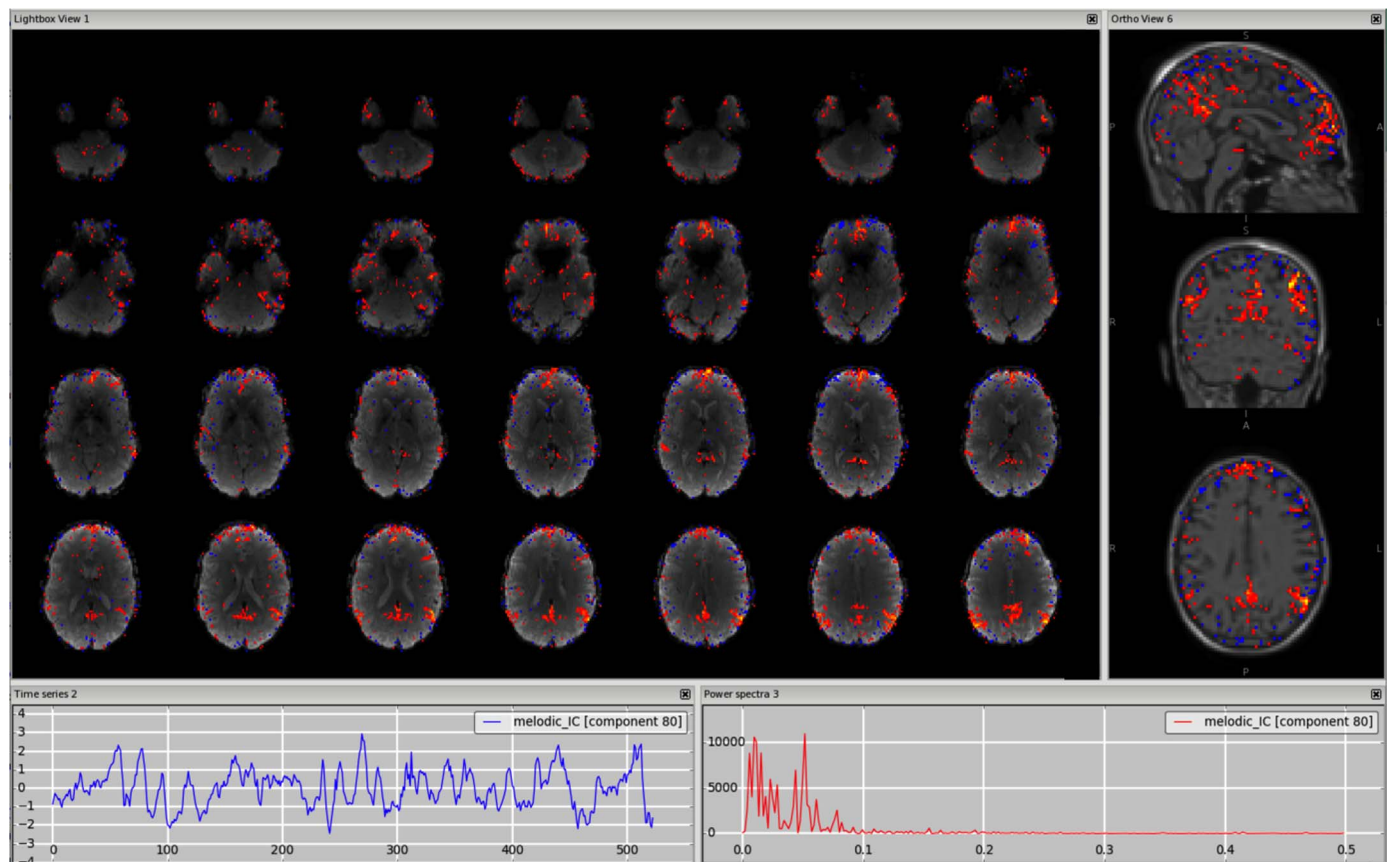 Lightbox View 1
Ortho View 6
S
P
A
I
S
R
L
I
A
R
L
P
Time series 2
melodic_IC [component 80]
4
3
2
1
0
−1
−2
−3
−4
0
100
200
300
400
500
Power spectra 3
melodic_IC [component 80]
10000
5000
0
0.0
0.1
0.2
0.3
0.4
0.5